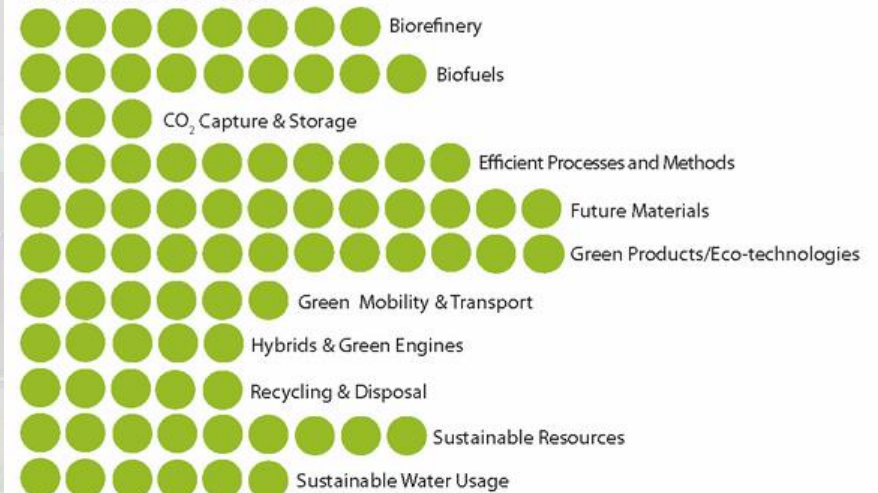 Biorefinery
Biofuels
CO₂ Capture & Storage
Efficient Processes and Methods
Future Materials
Green Products/Eco-technologies
Green Mobility & Transport
Hybrids & Green Engines
Recycling & Disposal
Sustainable Resources
Sustainable Water Usage